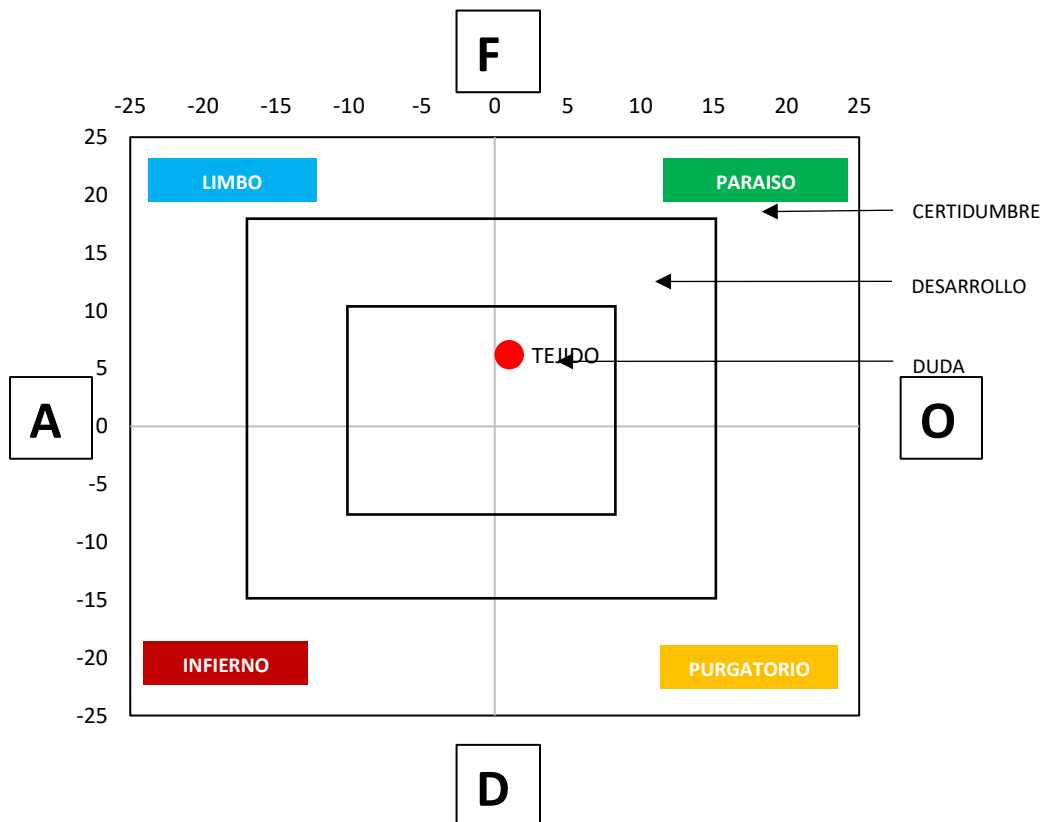 F
-25 -20 -15 -10 -5 0 5 10 15 20 25
25
LIMBO PARAISO
20
CERTIDUMBRE
15
DESARROLLO
10
TEJIDO
5
DUDA
A 0 O
-5
-10
-15
-20
INFIERNO PURGATORIO
-25
D